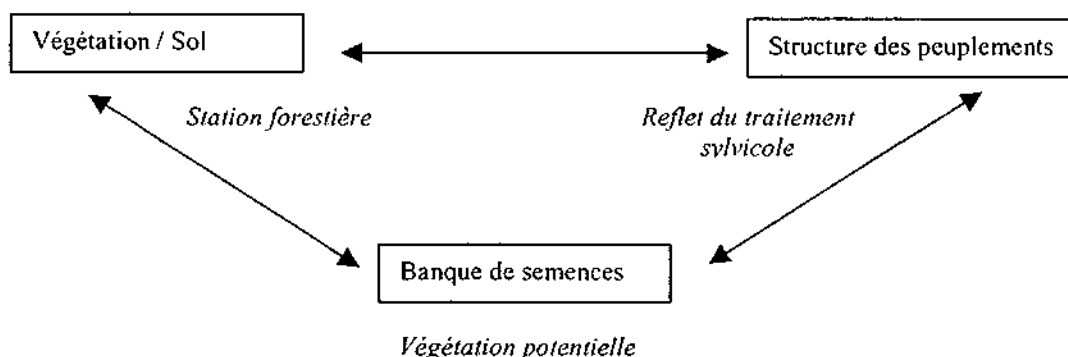 Végétation / Sol
Structure des peuplements
Station forestière
Reflet du traitement
sylvicole
Banque de semences
Végétation potentielle